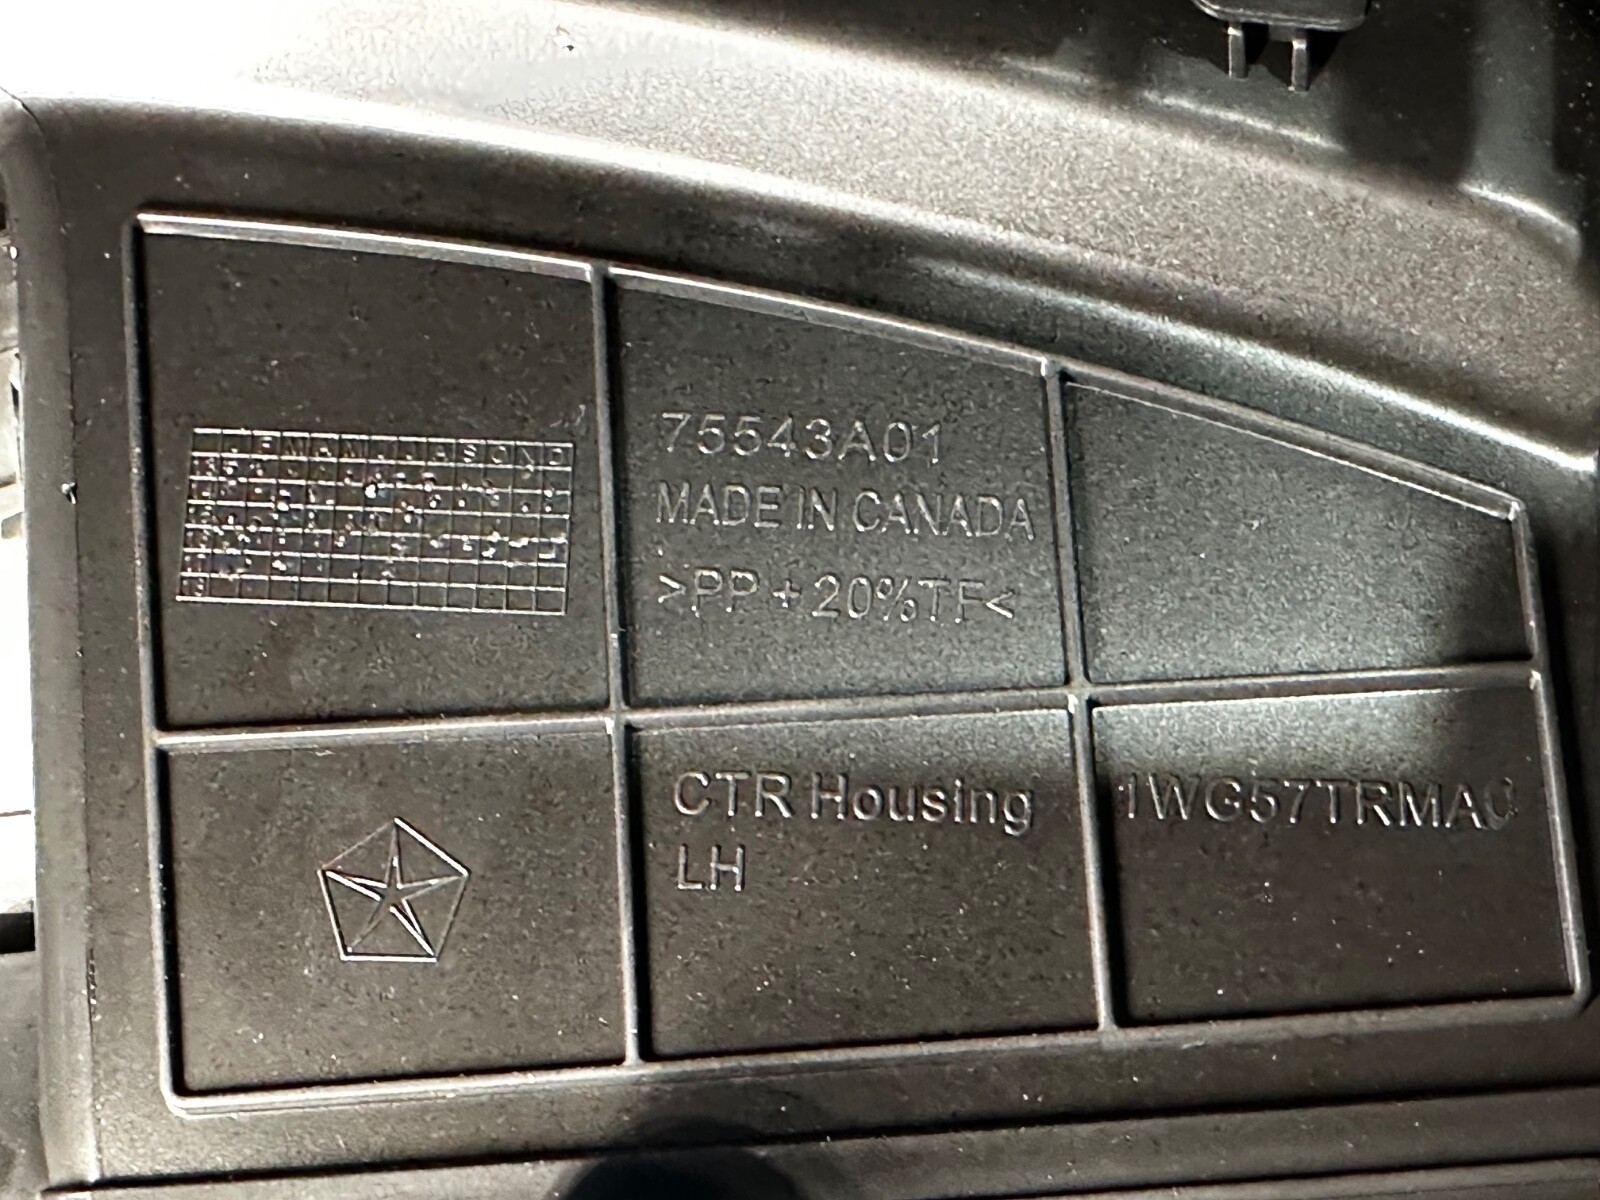 J F M A M J J A S O N D
75543A01
MADE IN CANADA
>PP + 20%TF<
CTR Housing
LH
1WG57TRMAC